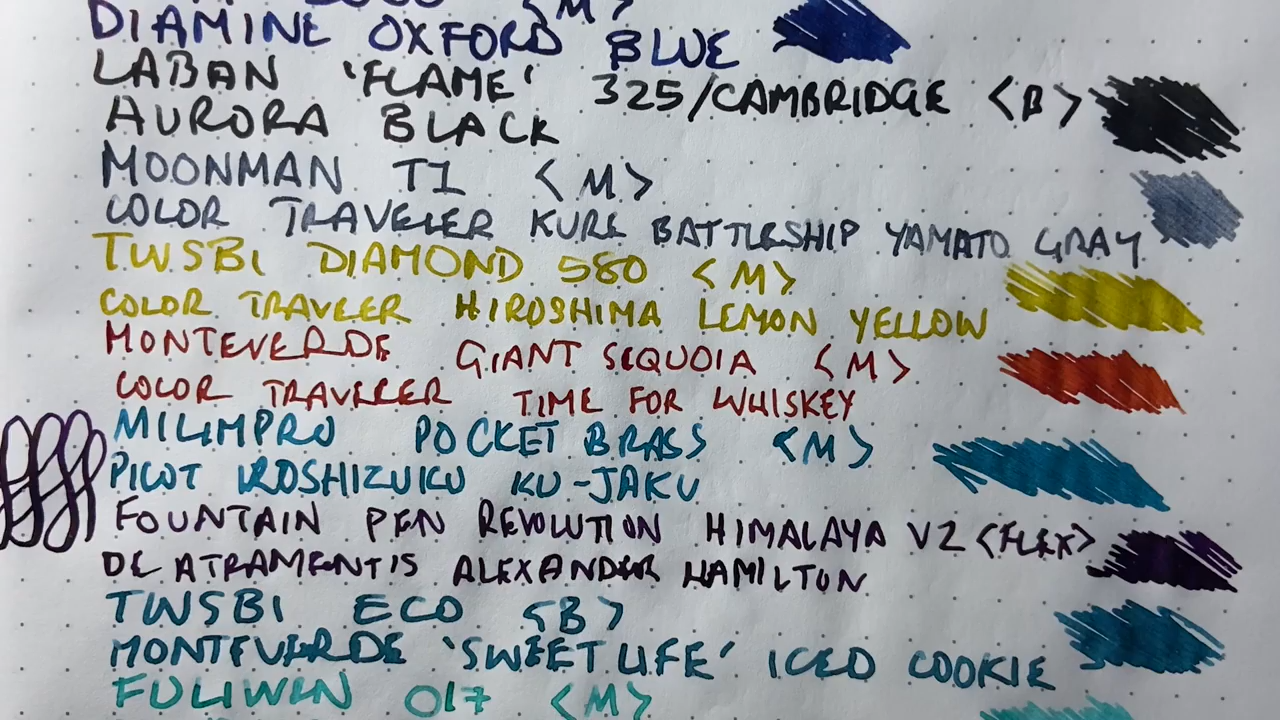 <M>
DIAMINE OXFORD BLUE
LABAN 'FLAME' 325/CAMBRIDGE <B>
AURORA BLACK
MOONMAN T1 <M>
COLOR TRAVELER KURE BATTLESHIP YAMATO GRAY
TWSBI DIAMOND 580 <M>
COLOR TRAVELER HIROSHIMA LEMON YELLOW
MONTEVERDE GIANT SEQUOIA <M>
COLOR TRAVELER TIME FOR WHISKEY
MILIMPRO POCKET BRASS <M>
PILOT IROSHIZUKU KU-JAKU
FOUNTAIN PEN REVOLUTION HIMALAYA V2 <FLEX>
DE ATRAMENTIS ALEXANDER HAMILTON
TWSBI ECO <B>
MONTEVERDE 'SWEET LIFE' ICED COOKIE
FULIWEN 017 <M>